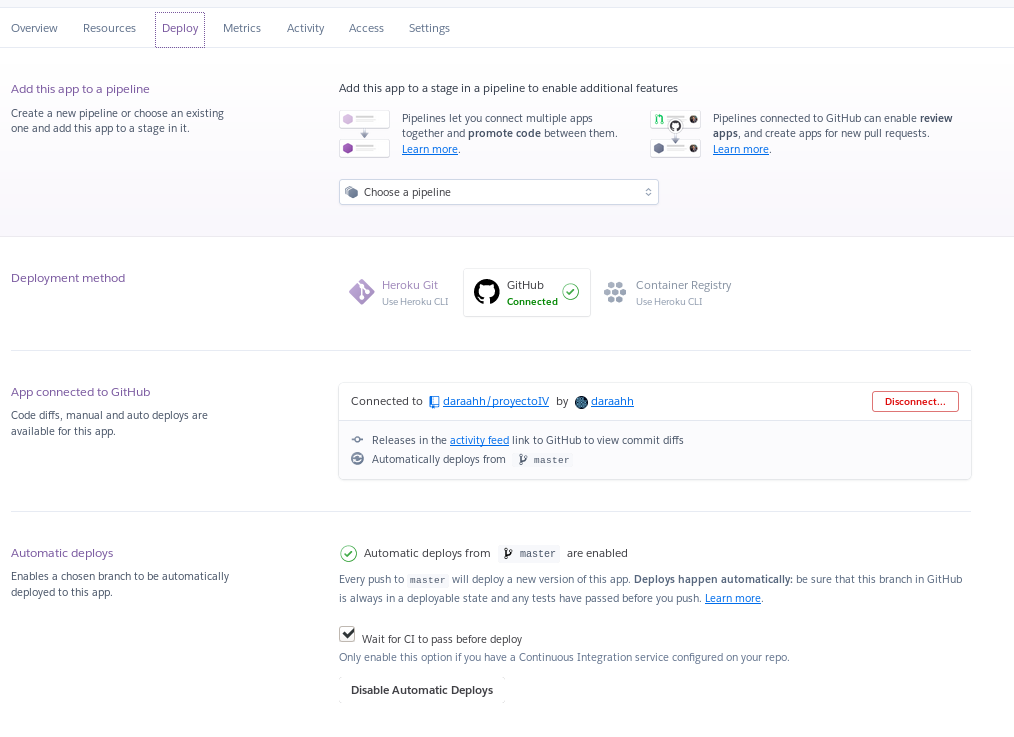 Overview Resources Deploy Metrics Activity Access Settings
Add this app to a pipeline
Create a new pipeline or choose an existing
one and add this app to a stage in it.
Add this app to a stage in a pipeline to enable additional features
Pipelines let you connect multiple apps
together and promote code between them.
Learn more.
Pipelines connected to GitHub can enable review
apps, and create apps for new pull requests.
Learn more.
Choose a pipeline
Deployment method
Heroku Git
Use Heroku CLI
GitHub
Connected
Container Registry
Use Heroku CLI
App connected to GitHub
Code diffs, manual and auto deploys are
available for this app.
Connected to daraahh/proyectoIV by daraahh
Disconnect...
Releases in the activity feed link to GitHub to view commit diffs
Automatically deploys from master
Automatic deploys
Enables a chosen branch to be automatically
deployed to this app.
Automatic deploys from master are enabled
Every push to master will deploy a new version of this app. Deploys happen automatically: be sure that this branch in GitHub
is always in a deployable state and any tests have passed before you push. Learn more.
Wait for CI to pass before deploy
Only enable this option if you have a Continuous Integration service configured on your repo.
Disable Automatic Deploys